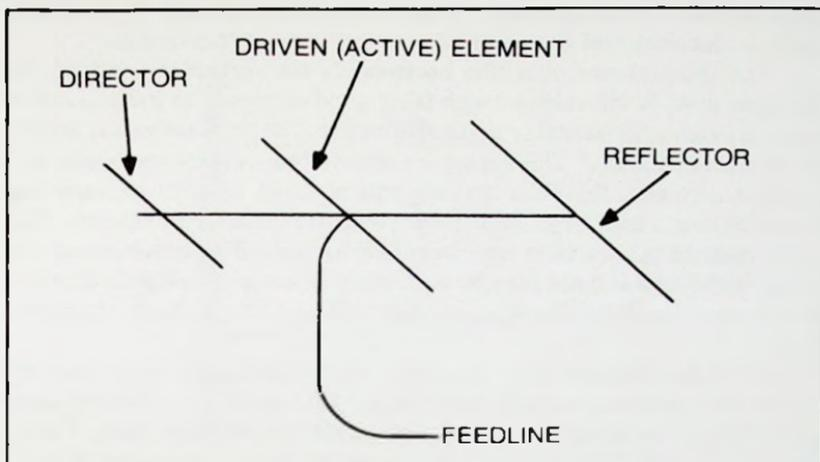 DRIVEN (ACTIVE) ELEMENT
DIRECTOR
REFLECTOR
FEEDLINE